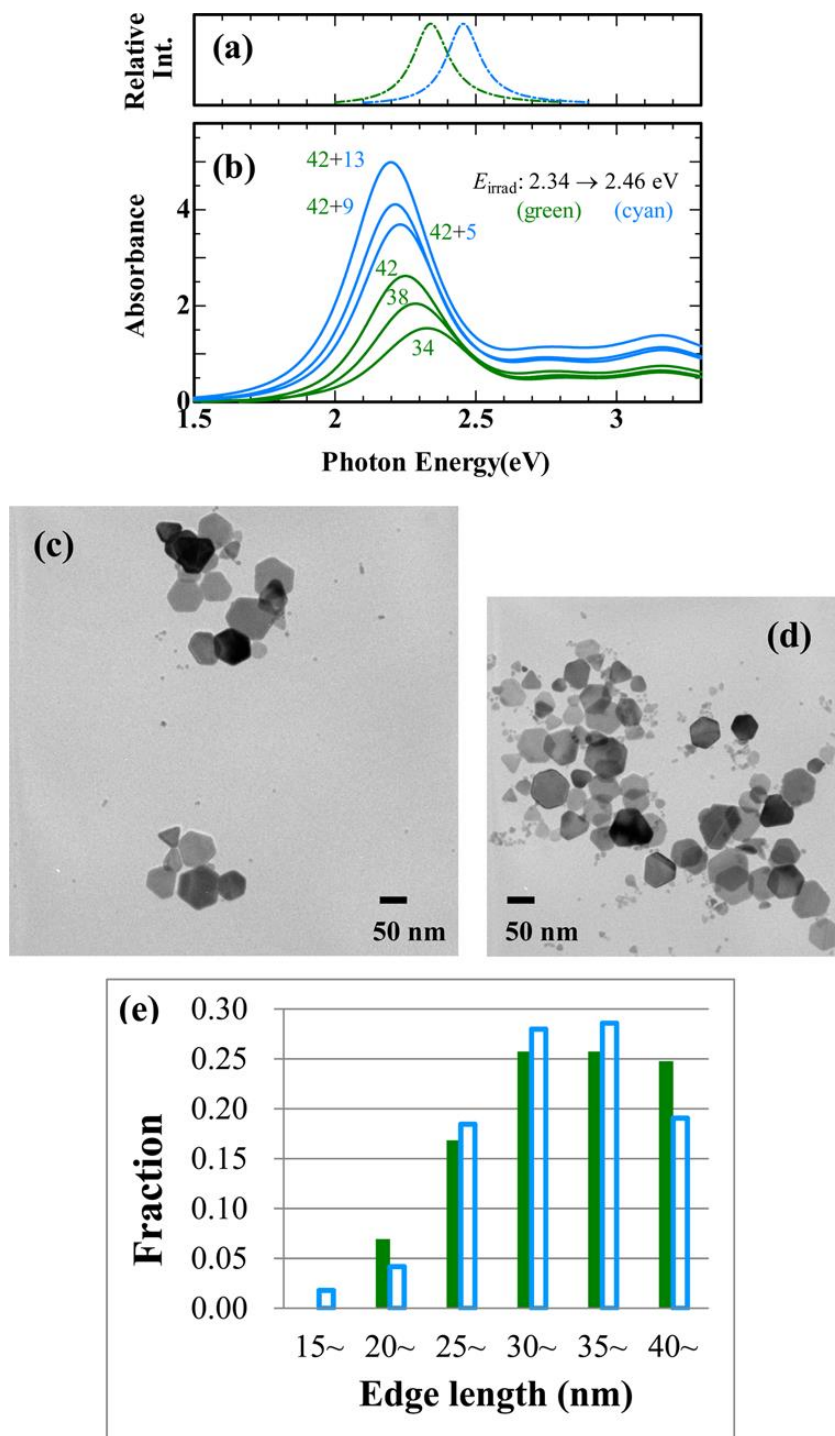 (a)
Relative
Int.
(b)
42+13
42+9
42+5
42
38
34
E_irrad: 2.34 → 2.46 eV
(green) (cyan)
Absorbance
4
2
0
1.5 2 2.5 3
Photon Energy(eV)
(c)
50 nm
(d)
50 nm
(e)
0.30
0.25
0.20
0.15
0.10
0.05
0.00
Fraction
15~ 20~ 25~ 30~ 35~ 40~
Edge length (nm)